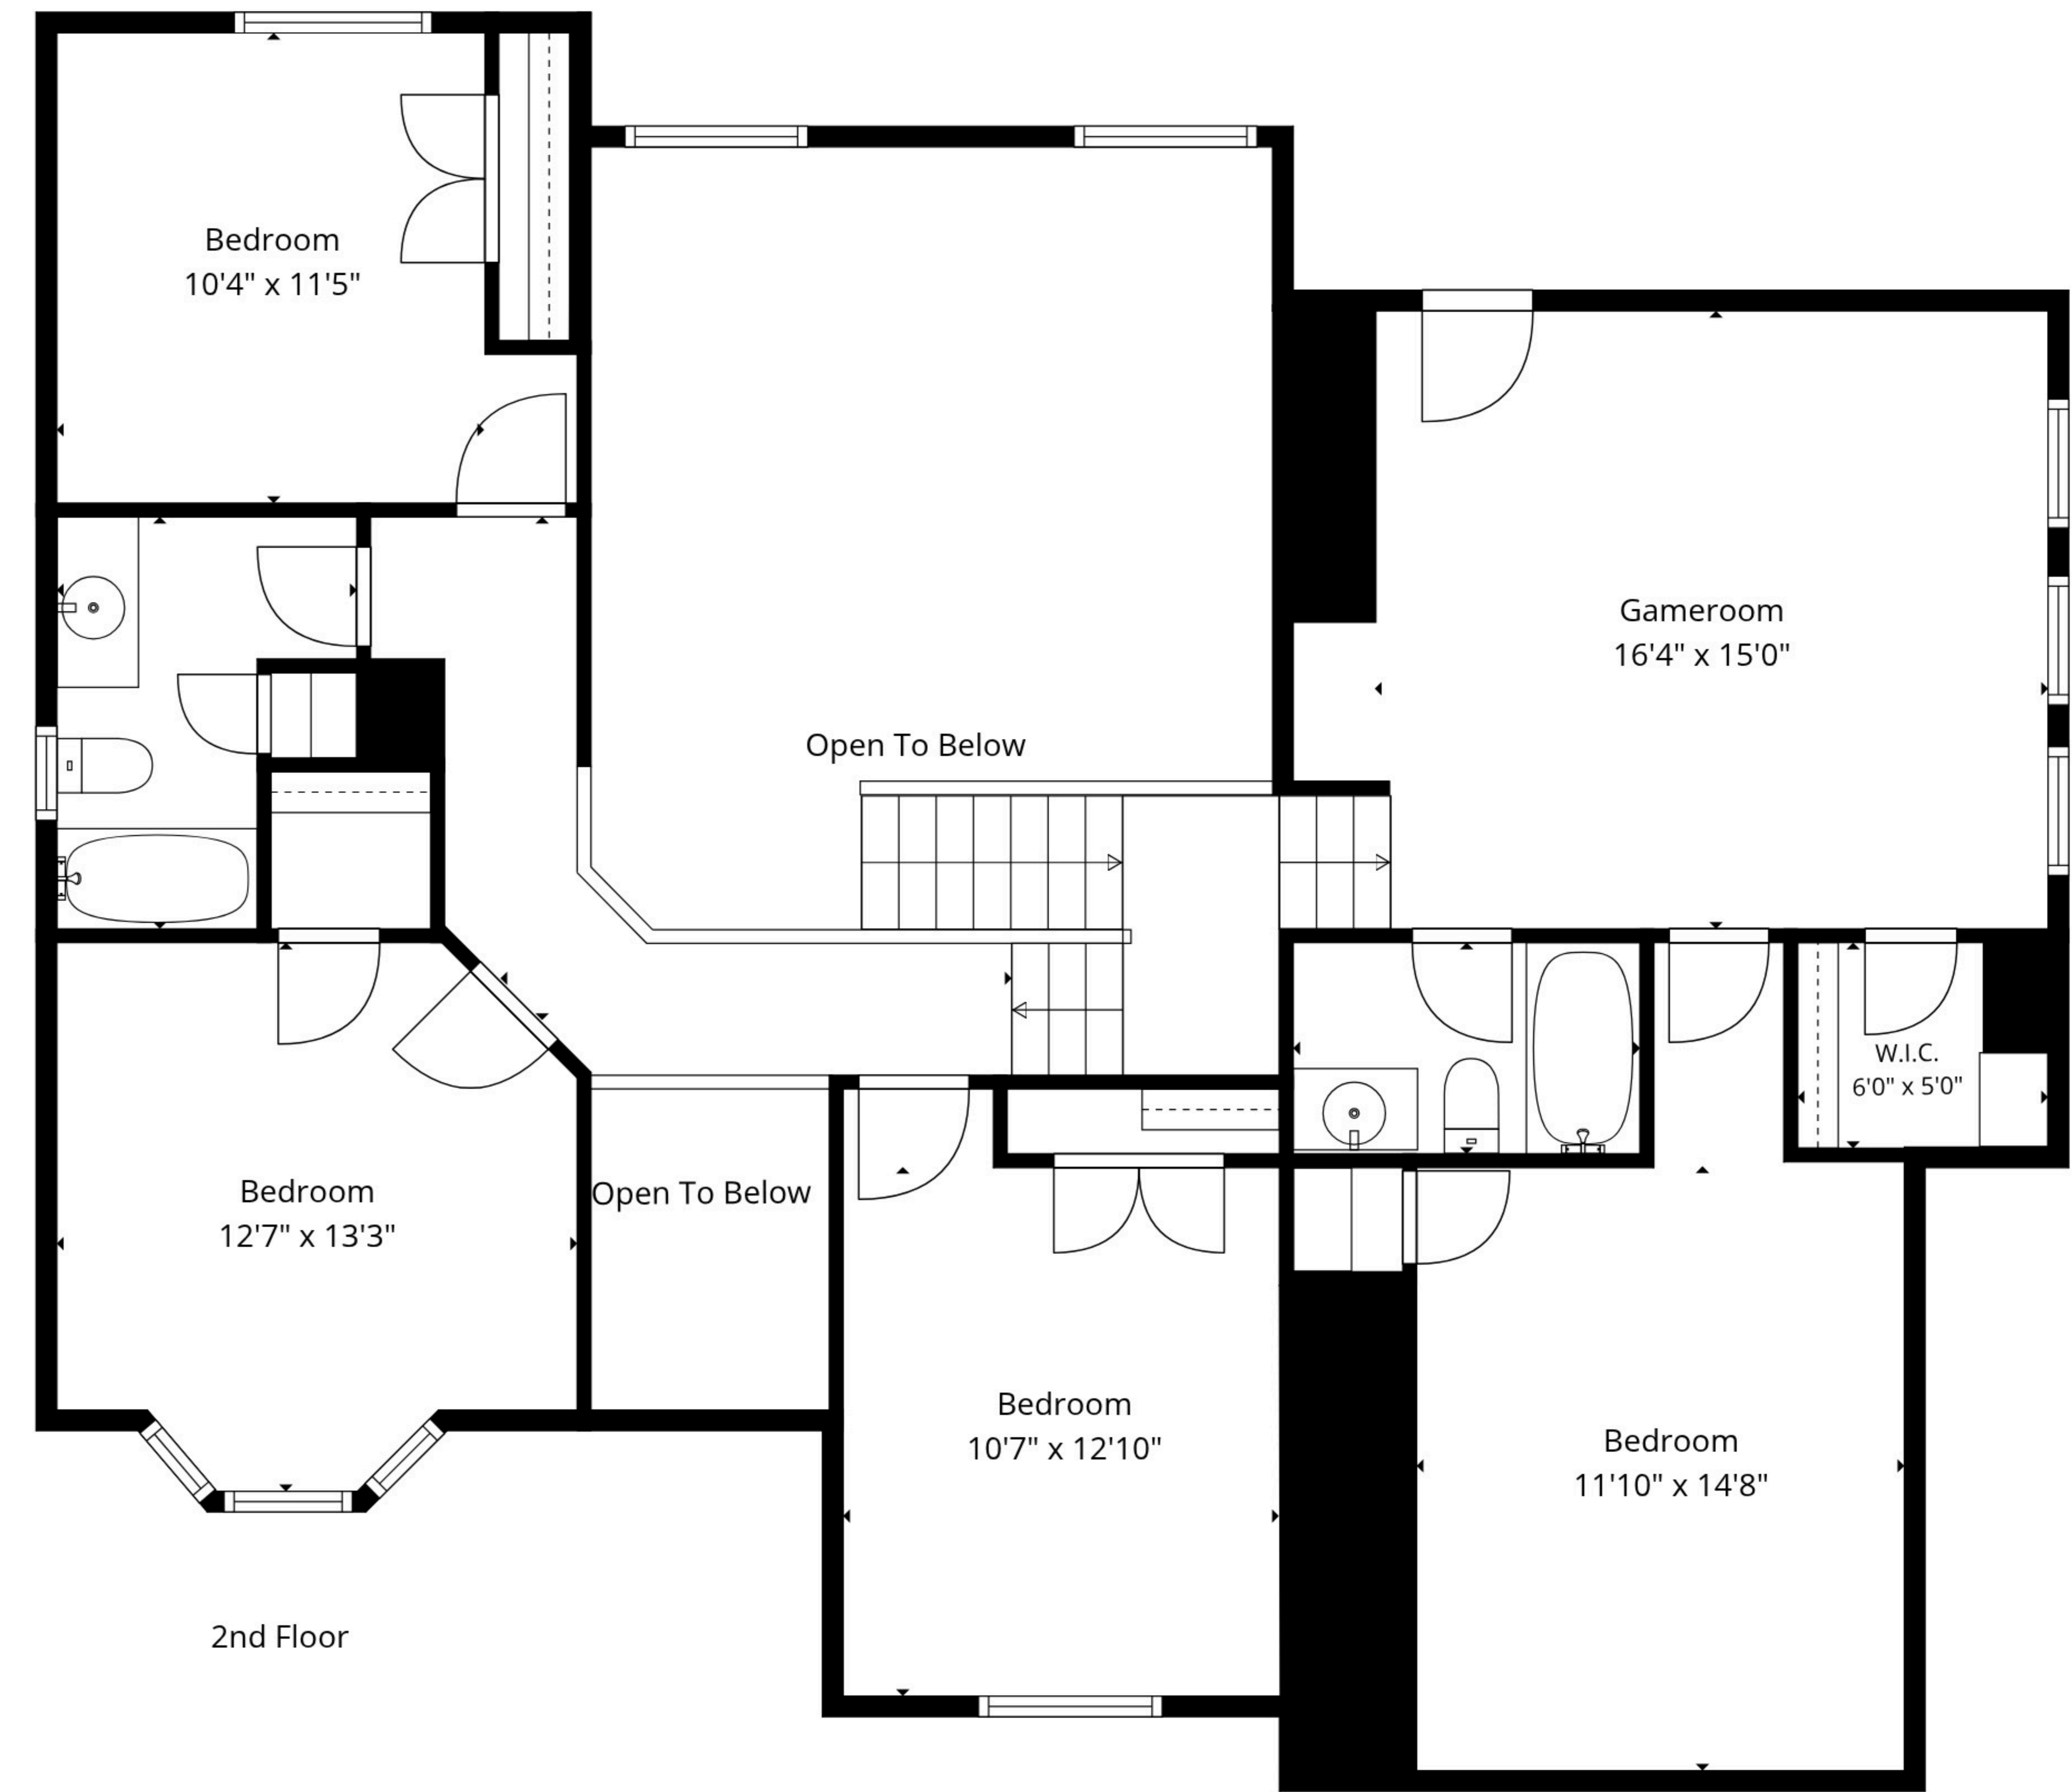 Bedroom
10'4" x 11'5"
Gameroom
16'4" x 15'0"
Open To Below
W.I.C.
6'0" x 5'0"
Bedroom
12'7" x 13'3"
Open To Below
Bedroom
10'7" x 12'10"
Bedroom
11'10" x 14'8"
2nd Floor